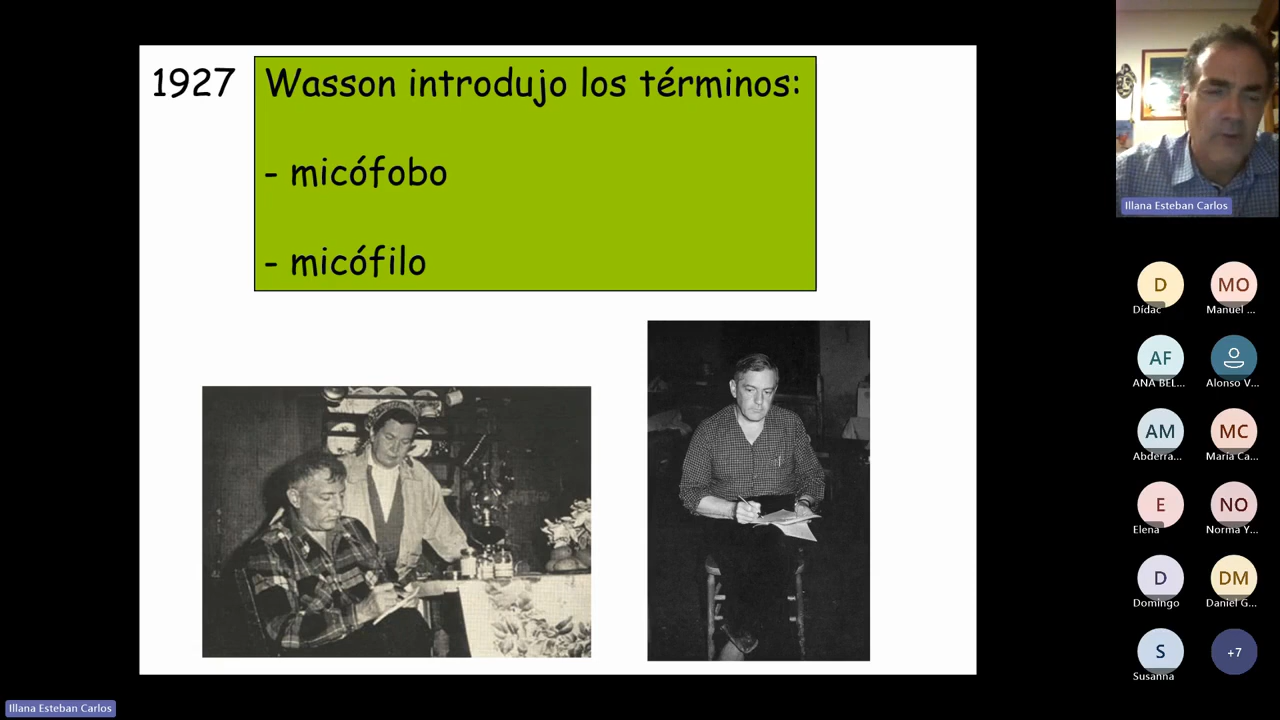 1927
Wasson introdujo los términos:
- micófobo
- micófilo
Illana Esteban Carlos
D
Dídac
MO
Manuel ...
AF
ANA BEL...
Alonso V...
AM
Abderra...
MC
Maria Ca...
E
Elena
NO
Norma Y...
D
Domingo
DM
Daniel G...
S
Susanna
+7
Illana Esteban Carlos